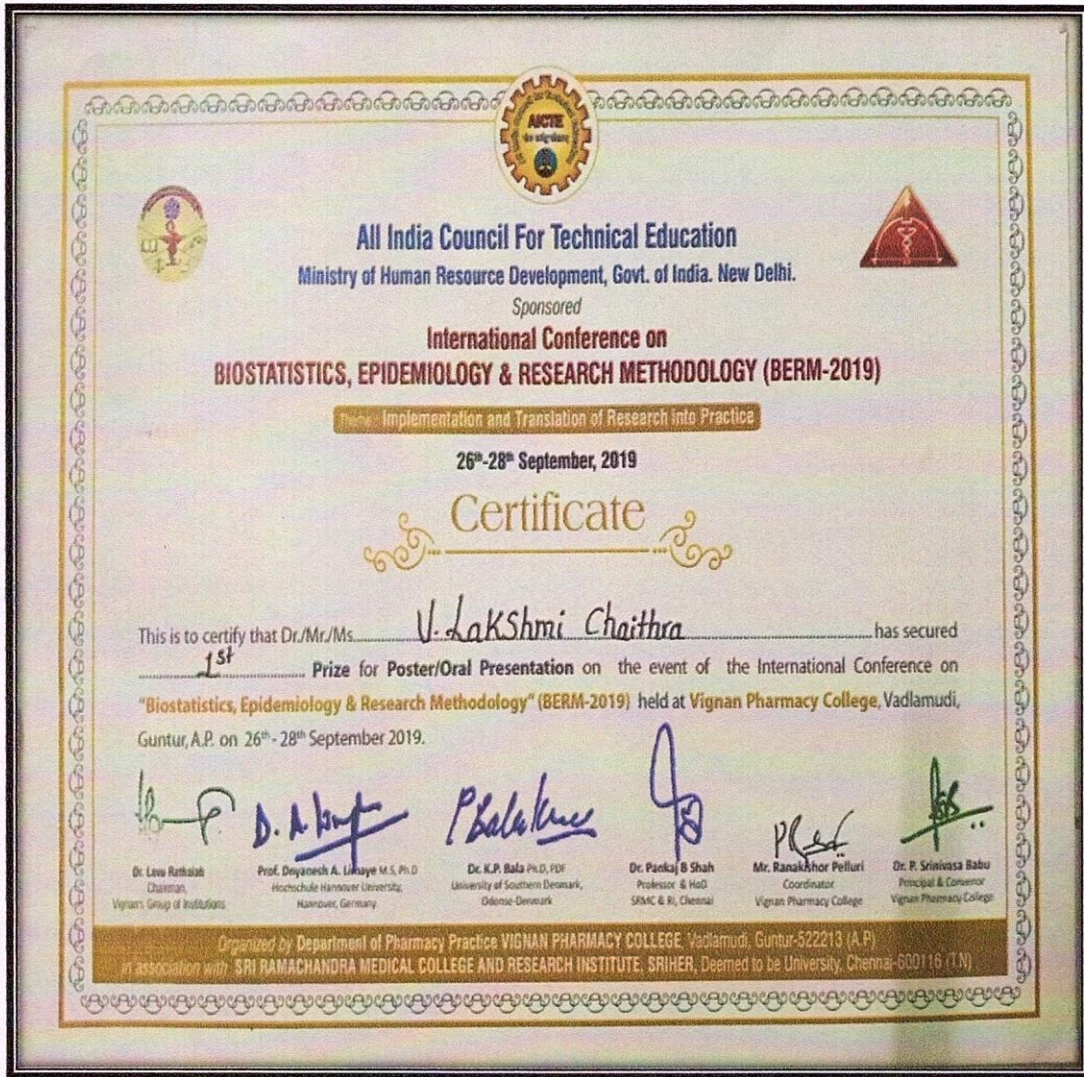 AICTE
All India Council For Technical Education
Ministry of Human Resource Development, Govt. of India. New Delhi.
Sponsored
International Conference on
BIOSTATISTICS, EPIDEMIOLOGY & RESEARCH METHODOLOGY (BERM-2019)
Theme: Implementation and Translation of Research into Practice
26th-28th September, 2019
Certificate
This is to certify that Dr./Mr./Ms. V. Lakshmi Chaithra has secured
1st Prize for Poster/Oral Presentation on the event of the International Conference on
"Biostatistics, Epidemiology & Research Methodology" (BERM-2019) held at Vignan Pharmacy College, Vadlamudi,
Guntur, A.P. on 26th - 28th September 2019.
Dr. Lavu Rathaiah Prof. Dnyanesh A. Limaye M.S, Ph.D Dr. K.P. Bala Ph.D, PDF Dr. Pankaj B Shah Mr. Ranakishor Pelluri Dr. P. Srinivasa Babu
Chairman, Hochschule Hannover University, University of Southern Denmark, Professor & HoD Coordinator Principal & Convenor
Vignan's Group of Institutions Hannover, Germany Odense-Denmark SRMC & RI, Chennai Vignan Pharmacy College Vignan Pharmacy College
Organized by Department of Pharmacy Practice VIGNAN PHARMACY COLLEGE, Vadlamudi, Guntur-522213 (A.P)
in association with SRI RAMACHANDRA MEDICAL COLLEGE AND RESEARCH INSTITUTE, SRIHER, Deemed to be University, Chennai-600116 (T.N)